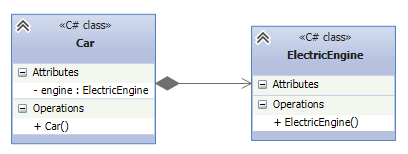 «C# class»
Car
Attributes
- engine : ElectricEngine
Operations
+ Car()
«C# class»
ElectricEngine
Attributes
Operations
+ ElectricEngine()